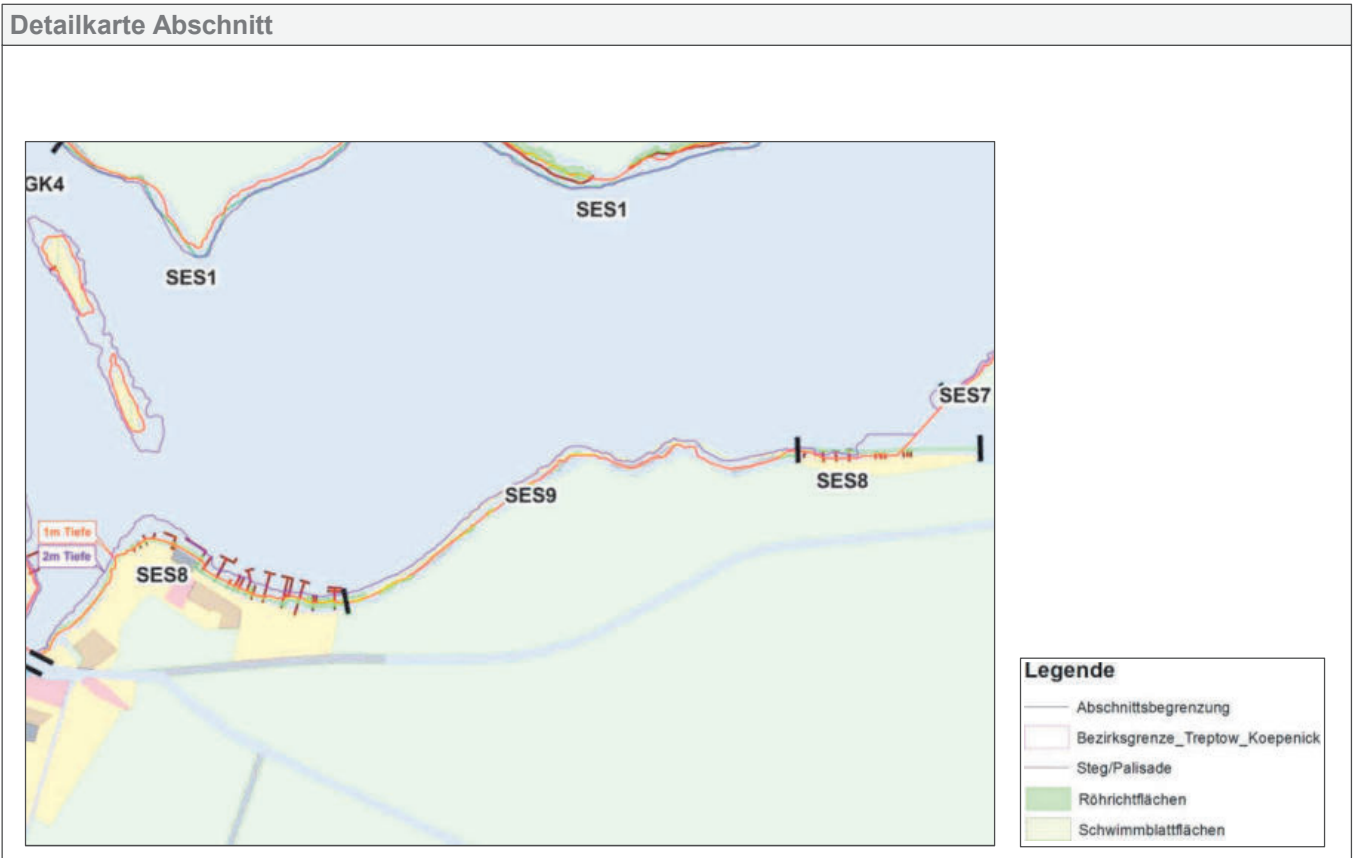 Detailkarte Abschnitt
GK4
SES1
SES1
SES7
SES8
SES9
1m Tiefe
2m Tiefe
SES8
Legende
Abschnittsbegrenzung
Bezirksgrenze_Treptow_Koepenick
Steg/Palisade
Röhrichtflächen
Schwimmblattflächen